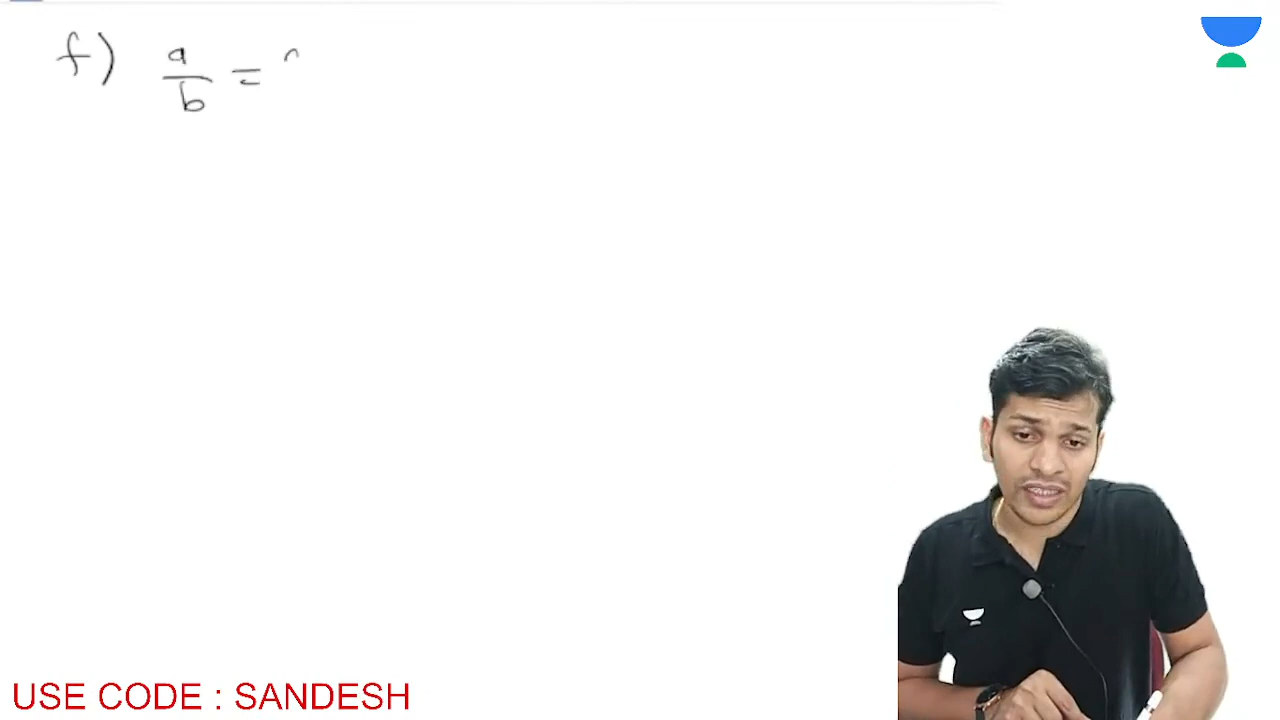 f) a/b =
USE CODE : SANDESH